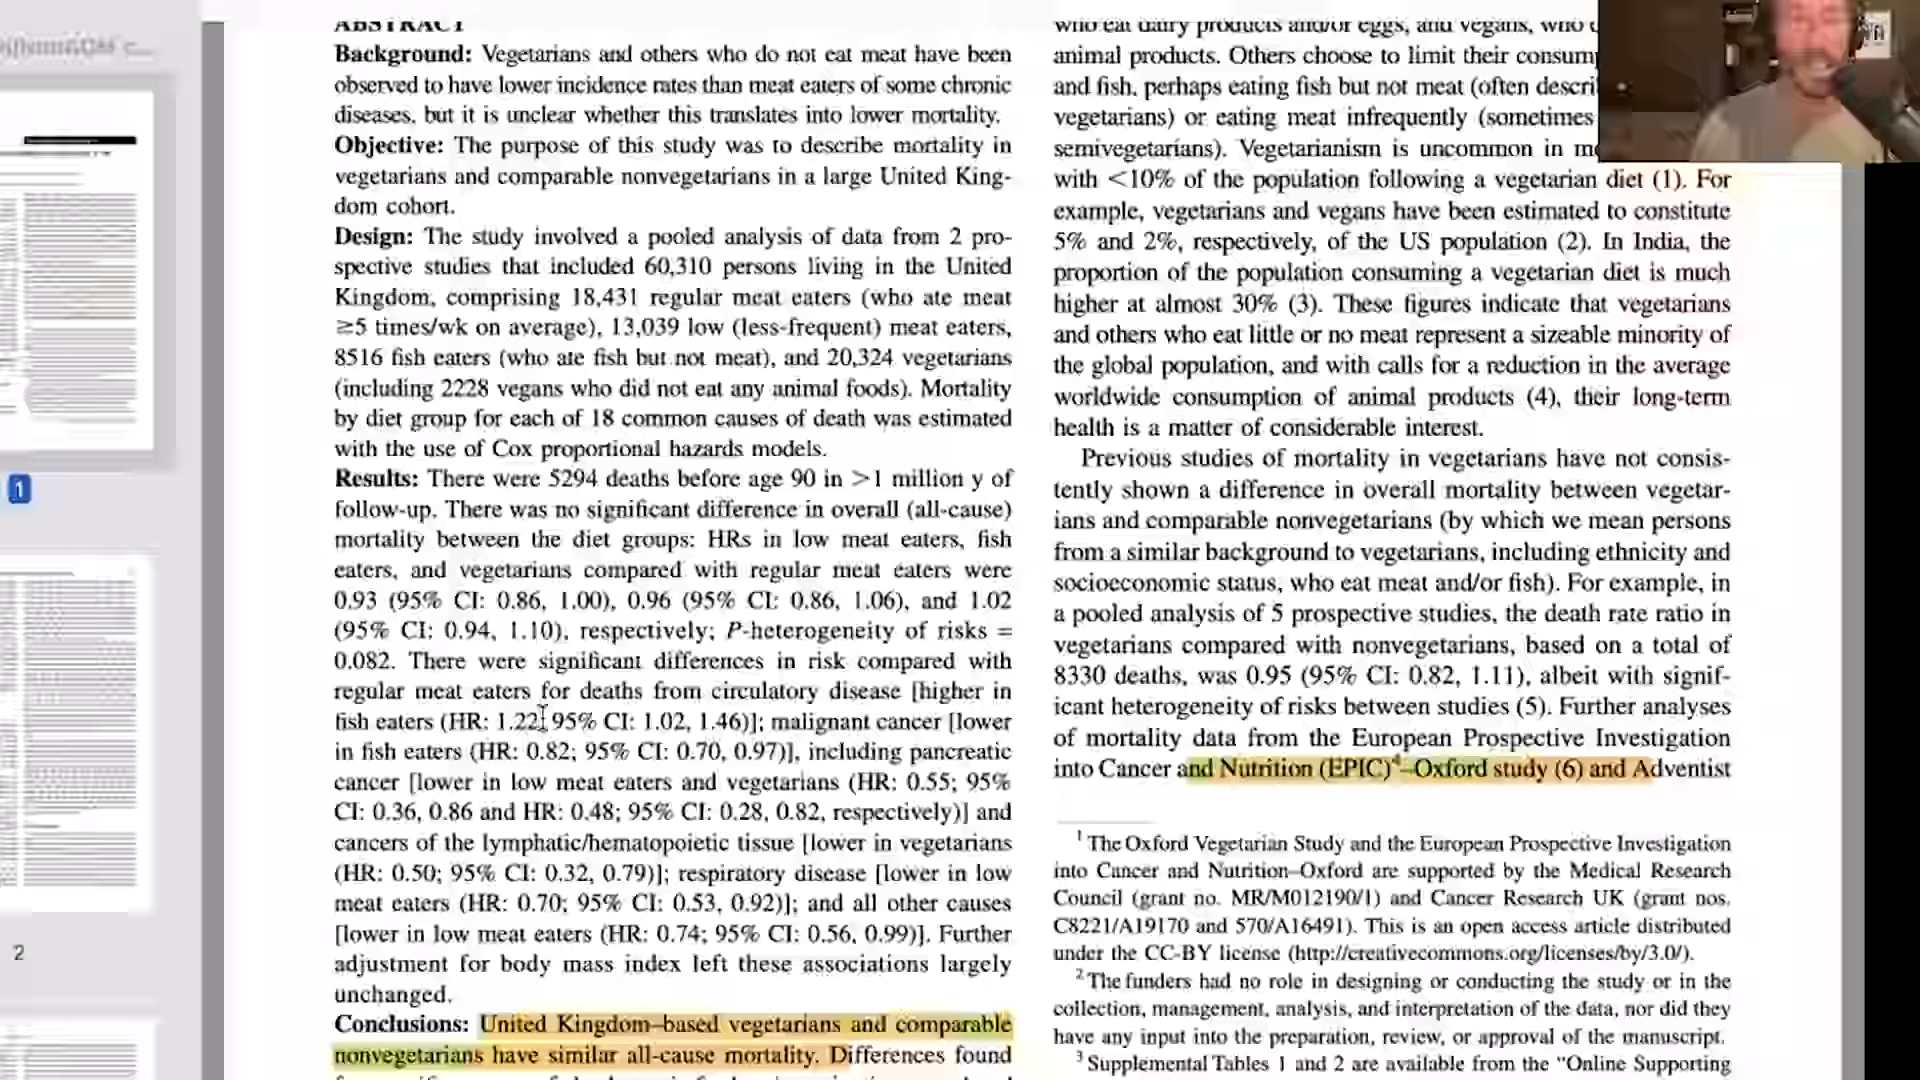 ABSTRACT
Background: Vegetarians and others who do not eat meat have been
observed to have lower incidence rates than meat eaters of some chronic
diseases, but it is unclear whether this translates into lower mortality.
Objective: The purpose of this study was to describe mortality in
vegetarians and comparable nonvegetarians in a large United King-
dom cohort.
Design: The study involved a pooled analysis of data from 2 pro-
spective studies that included 60,310 persons living in the United
Kingdom, comprising 18,431 regular meat eaters (who ate meat
≥5 times/wk on average), 13,039 low (less-frequent) meat eaters,
8516 fish eaters (who ate fish but not meat), and 20,324 vegetarians
(including 2228 vegans who did not eat any animal foods). Mortality
by diet group for each of 18 common causes of death was estimated
with the use of Cox proportional hazards models.
Results: There were 5294 deaths before age 90 in >1 million y of
follow-up. There was no significant difference in overall (all-cause)
mortality between the diet groups: HRs in low meat eaters, fish
eaters, and vegetarians compared with regular meat eaters were
0.93 (95% CI: 0.86, 1.00), 0.96 (95% CI: 0.86, 1.06), and 1.02
(95% CI: 0.94, 1.10), respectively; P-heterogeneity of risks =
0.082. There were significant differences in risk compared with
regular meat eaters for deaths from circulatory disease [higher in
fish eaters (HR: 1.22; 95% CI: 1.02, 1.46)]; malignant cancer [lower
in fish eaters (HR: 0.82; 95% CI: 0.70, 0.97)], including pancreatic
cancer [lower in low meat eaters and vegetarians (HR: 0.55; 95%
CI: 0.36, 0.86 and HR: 0.48; 95% CI: 0.28, 0.82, respectively)] and
cancers of the lymphatic/hematopoietic tissue [lower in vegetarians
(HR: 0.50; 95% CI: 0.32, 0.79)]; respiratory disease [lower in low
meat eaters (HR: 0.70; 95% CI: 0.53, 0.92)]; and all other causes
[lower in low meat eaters (HR: 0.74; 95% CI: 0.56, 0.99)]. Further
adjustment for body mass index left these associations largely
unchanged.
Conclusions: United Kingdom–based vegetarians and comparable
nonvegetarians have similar all-cause mortality. Differences found
who eat dairy products and/or eggs, and vegans, who
animal products. Others choose to limit their consum
and fish, perhaps eating fish but not meat (often descri
vegetarians) or eating meat infrequently (sometimes
semivegetarians). Vegetarianism is uncommon in m
with <10% of the population following a vegetarian diet (1). For
example, vegetarians and vegans have been estimated to constitute
5% and 2%, respectively, of the US population (2). In India, the
proportion of the population consuming a vegetarian diet is much
higher at almost 30% (3). These figures indicate that vegetarians
and others who eat little or no meat represent a sizeable minority of
the global population, and with calls for a reduction in the average
worldwide consumption of animal products (4), their long-term
health is a matter of considerable interest.
Previous studies of mortality in vegetarians have not consis-
tently shown a difference in overall mortality between vegetar-
ians and comparable nonvegetarians (by which we mean persons
from a similar background to vegetarians, including ethnicity and
socioeconomic status, who eat meat and/or fish). For example, in
a pooled analysis of 5 prospective studies, the death rate ratio in
vegetarians compared with nonvegetarians, based on a total of
8330 deaths, was 0.95 (95% CI: 0.82, 1.11), albeit with signif-
icant heterogeneity of risks between studies (5). Further analyses
of mortality data from the European Prospective Investigation
into Cancer and Nutrition (EPIC)⁴–Oxford study (6) and Adventist
¹ The Oxford Vegetarian Study and the European Prospective Investigation
into Cancer and Nutrition–Oxford are supported by the Medical Research
Council (grant no. MR/M012190/1) and Cancer Research UK (grant nos.
C8221/A19170 and 570/A16491). This is an open access article distributed
under the CC-BY license (http://creativecommons.org/licenses/by/3.0/).
² The funders had no role in designing or conducting the study or in the
collection, management, analysis, and interpretation of the data, nor did they
have any input into the preparation, review, or approval of the manuscript.
³ Supplemental Tables 1 and 2 are available from the "Online Supporting
1
2